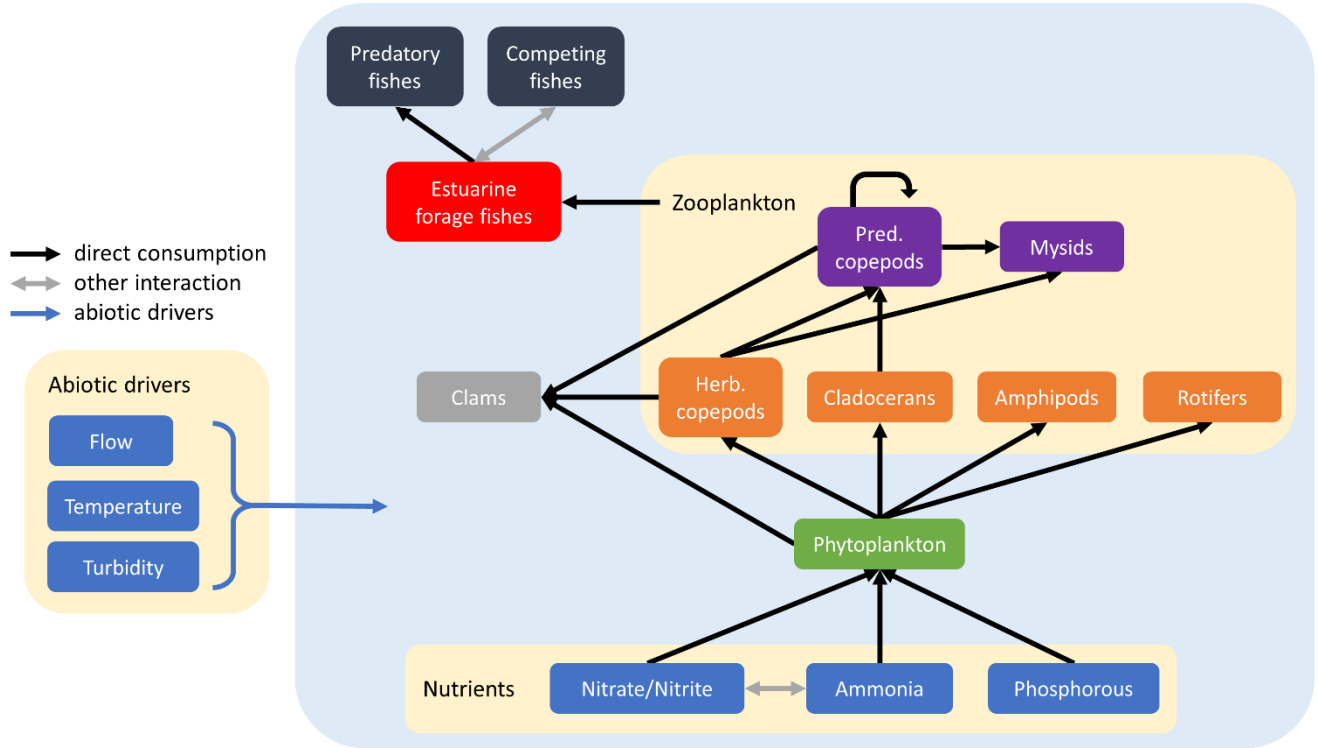 Predatory
fishes
Competing
fishes
Estuarine
forage fishes
Zooplankton
Pred.
copepods
Mysids
direct consumption
other interaction
abiotic drivers
Abiotic drivers
Flow
Temperature
Turbidity
Clams
Herb.
copepods
Cladocerans
Amphipods
Rotifers
Phytoplankton
Nutrients
Nitrate/Nitrite
Ammonia
Phosphorous